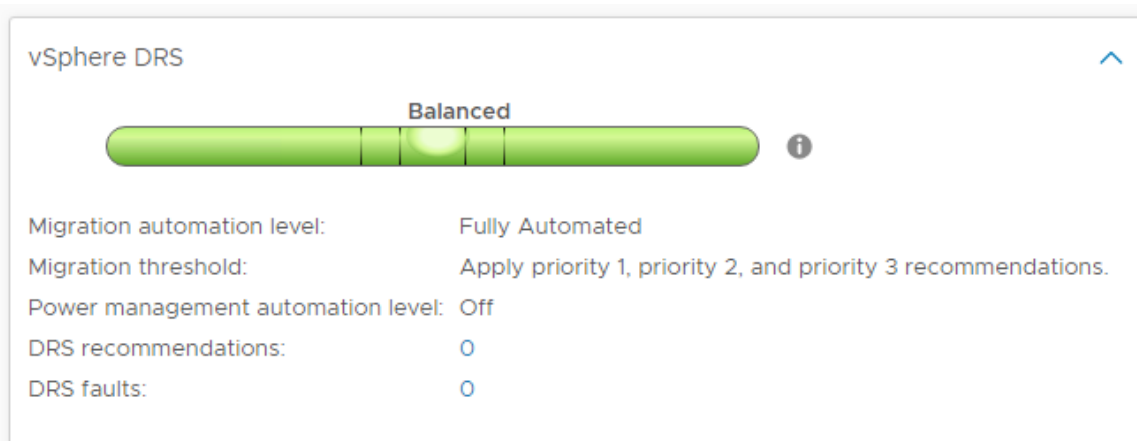 vSphere DRS
Balanced
Migration automation level: Fully Automated
Migration threshold: Apply priority 1, priority 2, and priority 3 recommendations.
Power management automation level: Off
DRS recommendations: 0
DRS faults: 0